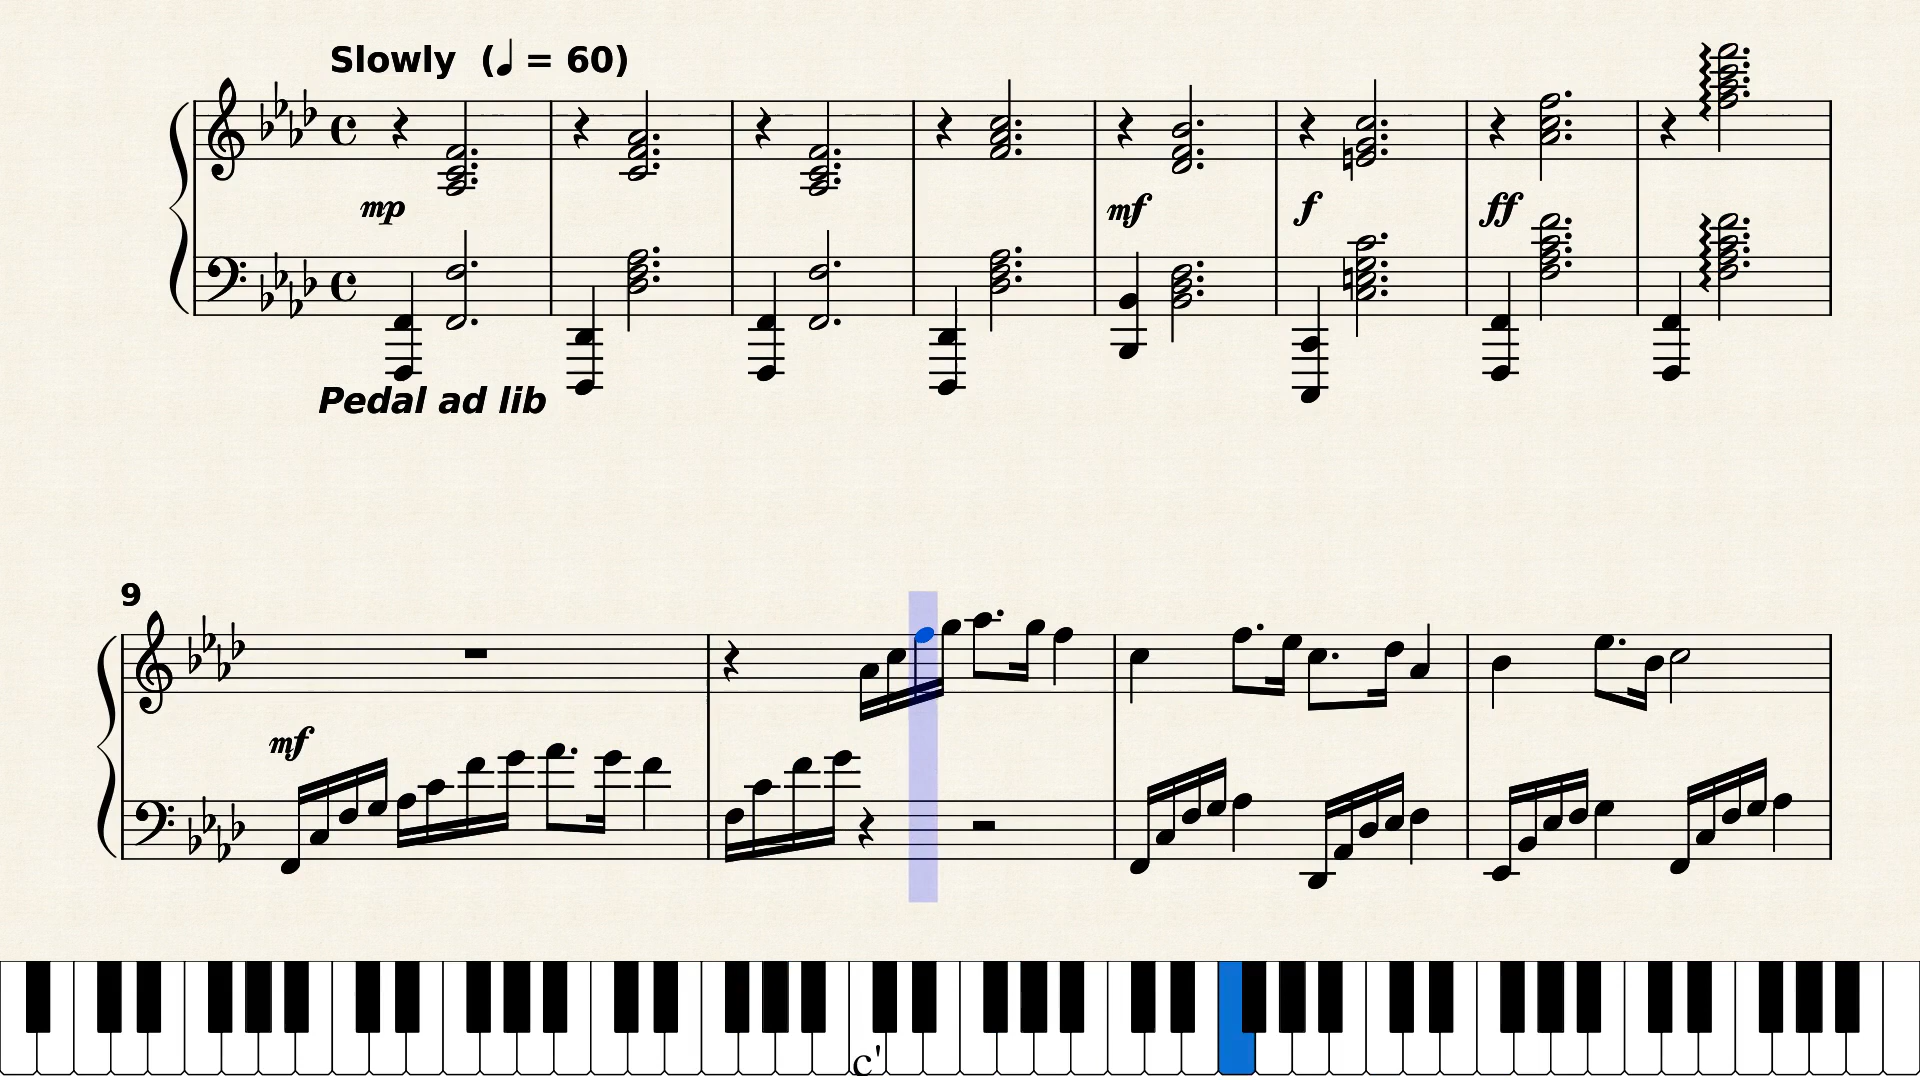 Slowly (♩ = 60)
mp mf f ff
Pedal ad lib
9
mf
c'